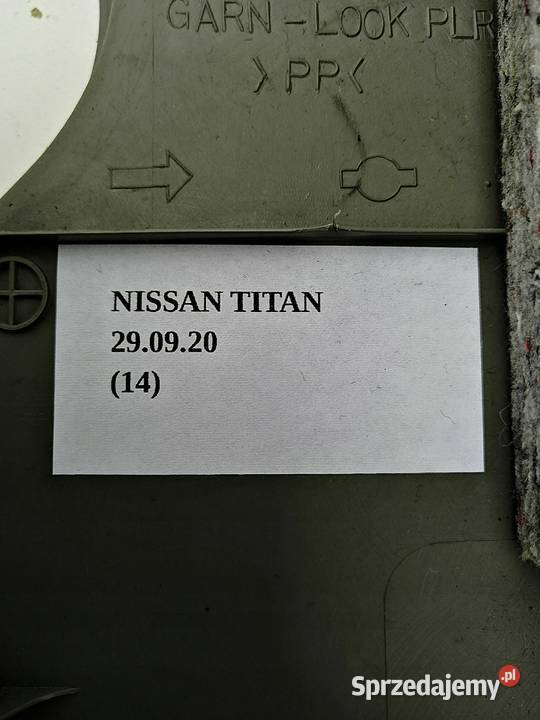 GARN-LOOK PLR
>PP<
NISSAN TITAN
29.09.20
(14)
Sprzedajemy.pl